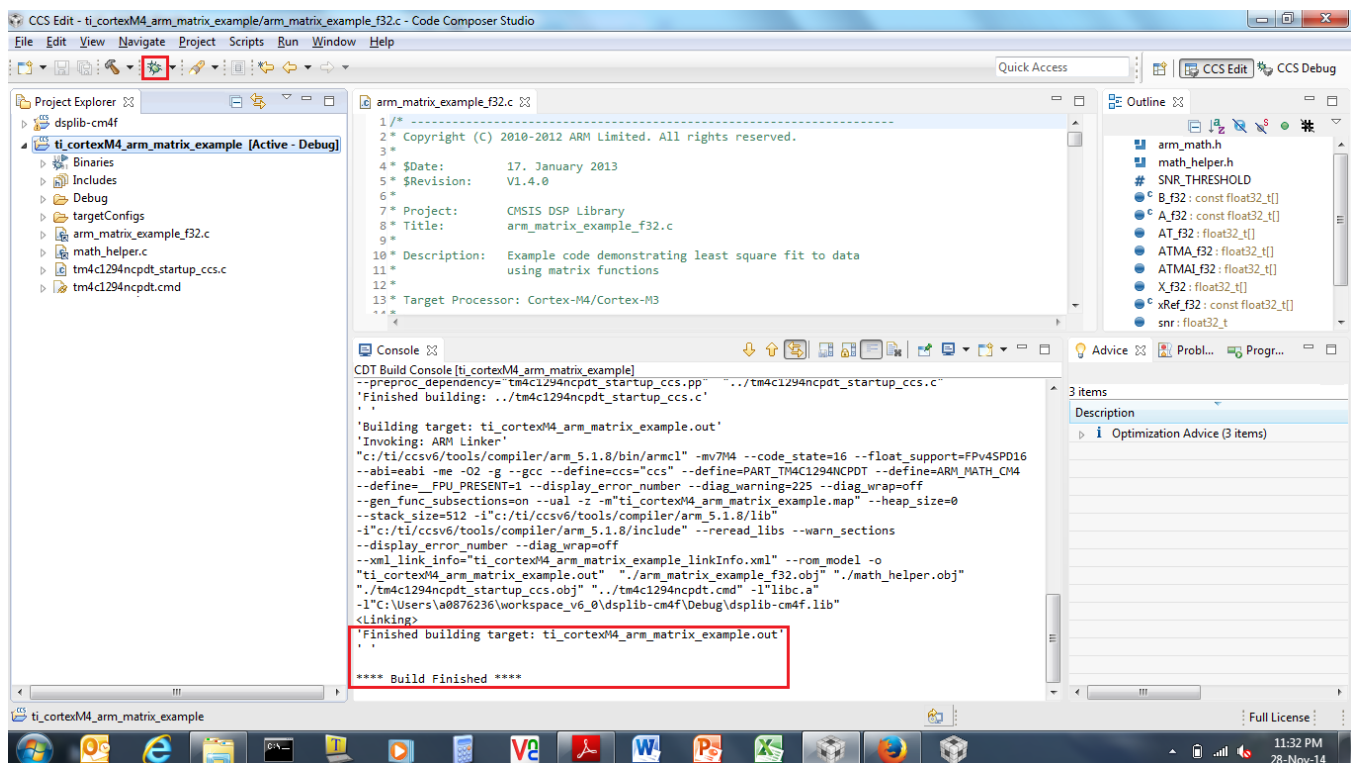 CCS Edit - ti_cortexM4_arm_matrix_example/arm_matrix_example_f32.c - Code Composer Studio
File Edit View Navigate Project Scripts Run Window Help
Quick Access
CCS Edit
CCS Debug
Project Explorer
dsplib-cm4f
ti_cortexM4_arm_matrix_example [Active - Debug]
Binaries
Includes
Debug
targetConfigs
arm_matrix_example_f32.c
math_helper.c
tm4c1294ncpdt_startup_ccs.c
tm4c1294ncpdt.cmd
arm_matrix_example_f32.c
1 /* ----------------------------------------------------------------------
2 * Copyright (C) 2010-2012 ARM Limited. All rights reserved.
3 *
4 * $Date: 17. January 2013
5 * $Revision: V1.4.0
6 *
7 * Project: CMSIS DSP Library
8 * Title: arm_matrix_example_f32.c
9 *
10 * Description: Example code demonstrating least square fit to data
11 * using matrix functions
12 *
13 * Target Processor: Cortex-M4/Cortex-M3
14 *
Outline
arm_math.h
math_helper.h
# SNR_THRESHOLD
B_f32 : const float32_t[]
A_f32 : const float32_t[]
AT_f32 : float32_t[]
ATMA_f32 : float32_t[]
ATMAI_f32 : float32_t[]
X_f32 : float32_t[]
xRef_f32 : const float32_t[]
snr : float32_t
Console
CDT Build Console [ti_cortexM4_arm_matrix_example]
--preproc_dependency="tm4c1294ncpdt_startup_ccs.pp" "../tm4c1294ncpdt_startup_ccs.c"
'Finished building: ../tm4c1294ncpdt_startup_ccs.c'
' '
'Building target: ti_cortexM4_arm_matrix_example.out'
'Invoking: ARM Linker'
"c:/ti/ccsv6/tools/compiler/arm_5.1.8/bin/armcl" -mv7M4 --code_state=16 --float_support=FPv4SPD16
--abi=eabi -me -O2 -g --gcc --define=ccs="ccs" --define=PART_TM4C1294NCPDT --define=ARM_MATH_CM4
--define=__FPU_PRESENT=1 --display_error_number --diag_warning=225 --diag_wrap=off
--gen_func_subsections=on --ual -z -m"ti_cortexM4_arm_matrix_example.map" --heap_size=0
--stack_size=512 -i"c:/ti/ccsv6/tools/compiler/arm_5.1.8/lib"
-i"c:/ti/ccsv6/tools/compiler/arm_5.1.8/include" --reread_libs --warn_sections
--display_error_number --diag_wrap=off
--xml_link_info="ti_cortexM4_arm_matrix_example_linkInfo.xml" --rom_model -o
"ti_cortexM4_arm_matrix_example.out" "./arm_matrix_example_f32.obj" "./math_helper.obj"
"./tm4c1294ncpdt_startup_ccs.obj" "../tm4c1294ncpdt.cmd" -l"libc.a"
-l"C:\Users\a0876236\workspace_v6_0\dsplib-cm4f\Debug\dsplib-cm4f.lib"
<Linking>
'Finished building target: ti_cortexM4_arm_matrix_example.out'
' '
**** Build Finished ****
Advice
Probl...
Progr...
3 items
Description
Optimization Advice (3 items)
ti_cortexM4_arm_matrix_example
Full License
11:32 PM
28-Nov-14